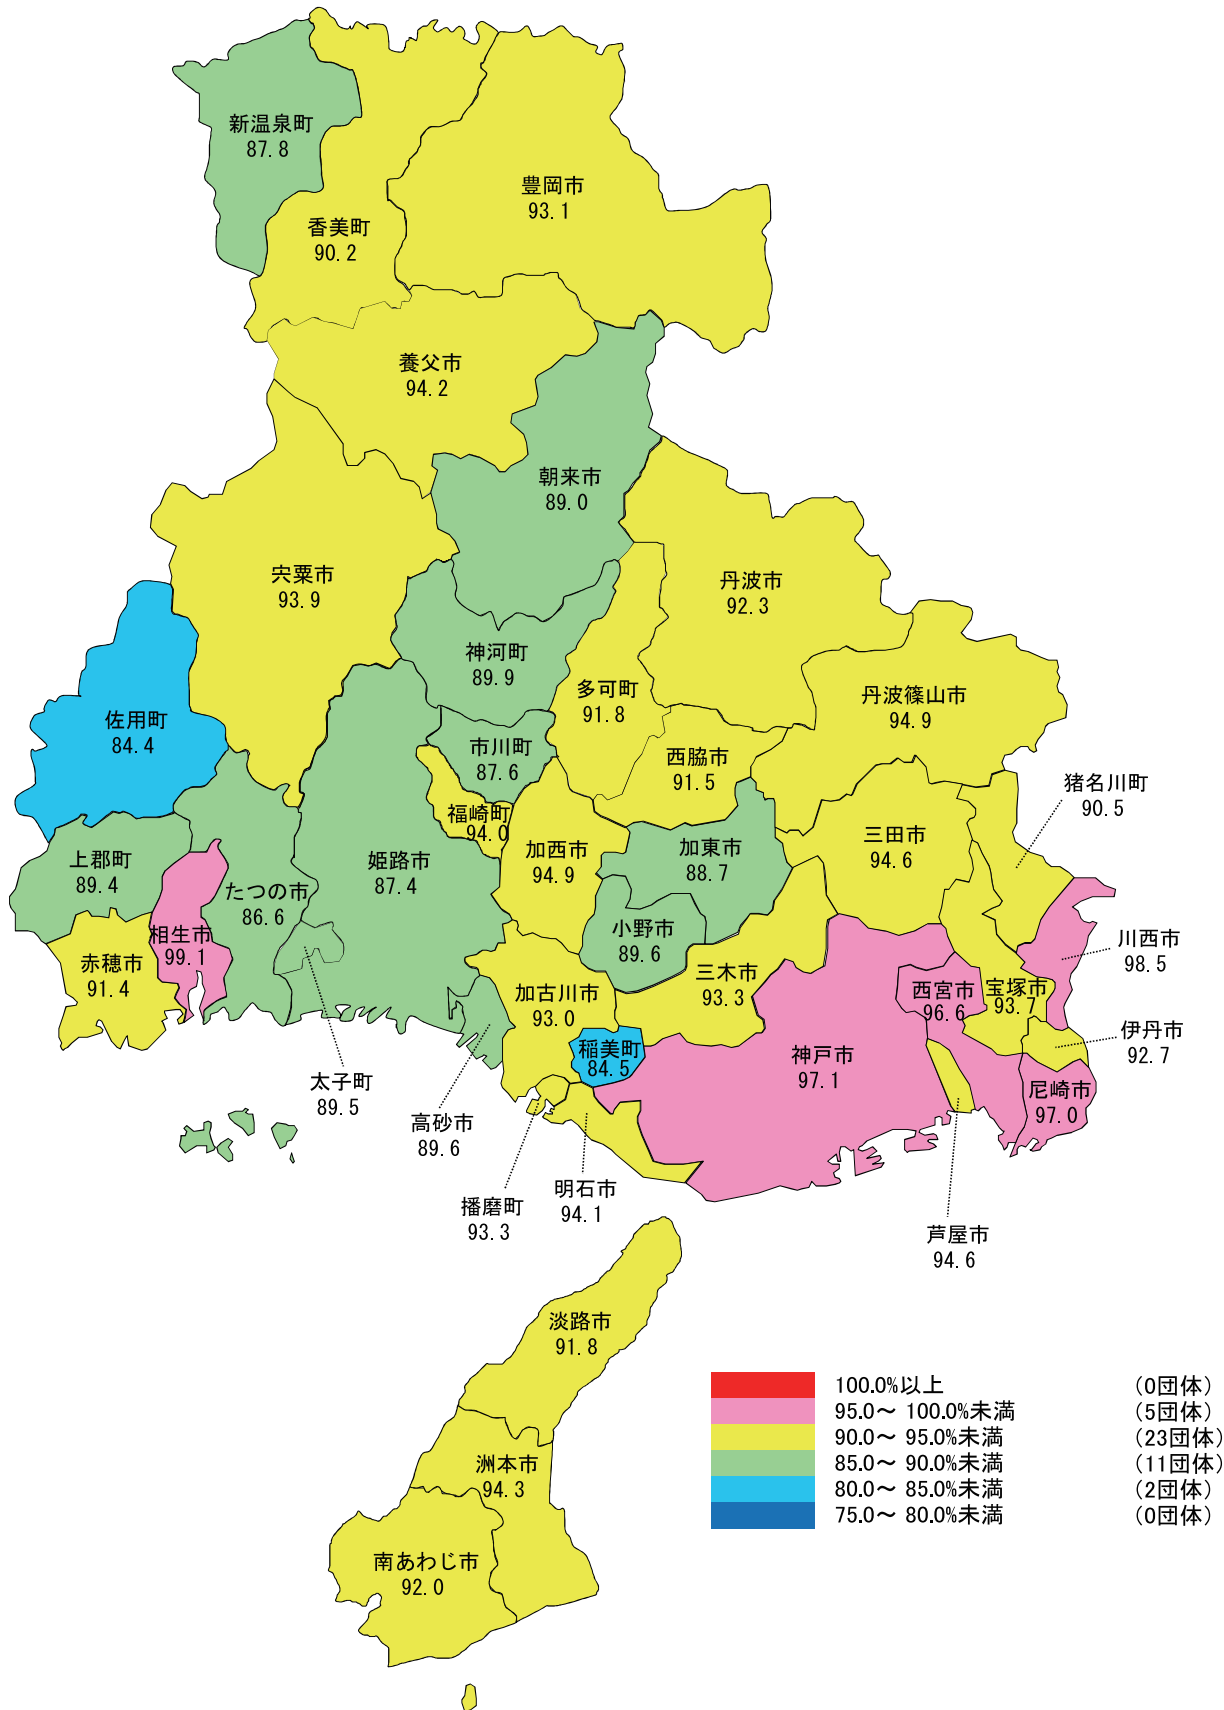 新温泉町
87.8
豊岡市
93.1
香美町
90.2
養父市
94.2
朝来市
89.0
宍粟市
93.9
丹波市
92.3
神河町
89.9
多可町
91.8
丹波篠山市
94.9
佐用町
84.4
市川町
87.6
西脇市
91.5
猪名川町
90.5
福崎町
94.0
三田市
94.6
加西市
94.9
加東市
88.7
姫路市
87.4
上郡町
89.4
たつの市
86.6
小野市
89.6
相生市
99.1
川西市
98.5
赤穂市
91.4
三木市
93.3
西宮市
96.6
宝塚市
93.7
加古川市
93.0
伊丹市
92.7
稲美町
84.5
神戸市
97.1
太子町
89.5
尼崎市
97.0
高砂市
89.6
播磨町
93.3
明石市
94.1
芦屋市
94.6
淡路市
91.8
洲本市
94.3
南あわじ市
92.0
100.0%以上 (0団体)
95.0～ 100.0%未満 (5団体)
90.0～ 95.0%未満 (23団体)
85.0～ 90.0%未満 (11団体)
80.0～ 85.0%未満 (2団体)
75.0～ 80.0%未満 (0団体)